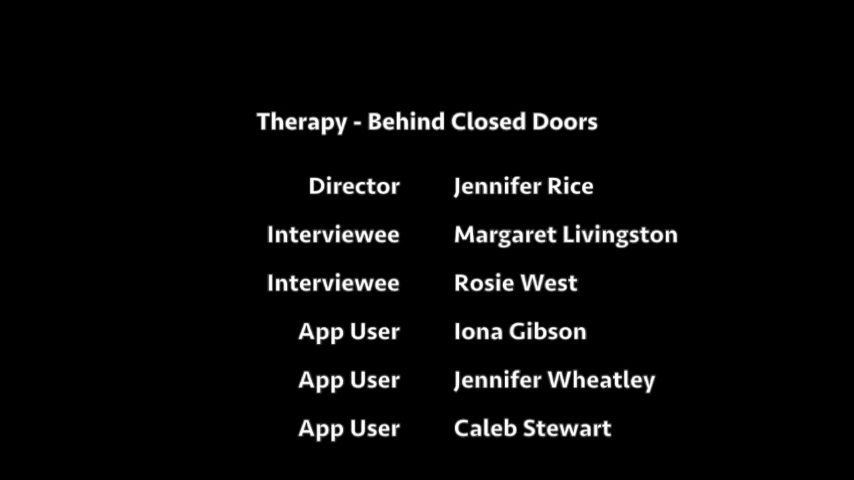 Therapy - Behind Closed Doors
Director Jennifer Rice
Interviewee Margaret Livingston
Interviewee Rosie West
App User Iona Gibson
App User Jennifer Wheatley
App User Caleb Stewart